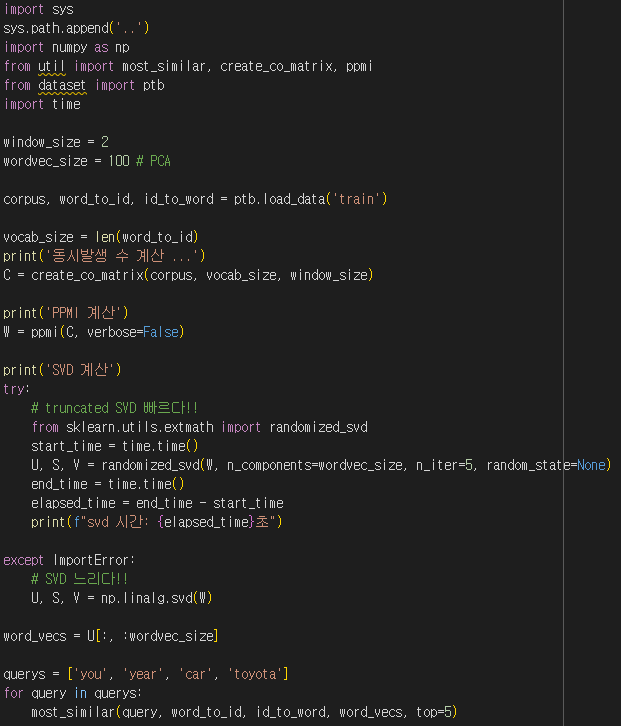 import sys
sys.path.append('..')
import numpy as np
from util import most_similar, create_co_matrix, ppmi
from dataset import ptb
import time

window_size = 2
wordvec_size = 100 # PCA

corpus, word_to_id, id_to_word = ptb.load_data('train')

vocab_size = len(word_to_id)
print('동시발생 수 계산 ...')
C = create_co_matrix(corpus, vocab_size, window_size)

print('PPMI 계산')
W = ppmi(C, verbose=False)

print('SVD 계산')
try:
    # truncated SVD 빠르다!!
    from sklearn.utils.extmath import randomized_svd
    start_time = time.time()
    U, S, V = randomized_svd(W, n_components=wordvec_size, n_iter=5, random_state=None)
    end_time = time.time()
    elapsed_time = end_time - start_time
    print(f"svd 시간: {elapsed_time}초")

except ImportError:
    # SVD 느리다!!
    U, S, V = np.linalg.svd(W)

word_vecs = U[:, :wordvec_size]

querys = ['you', 'year', 'car', 'toyota']
for query in querys:
    most_similar(query, word_to_id, id_to_word, word_vecs, top=5)